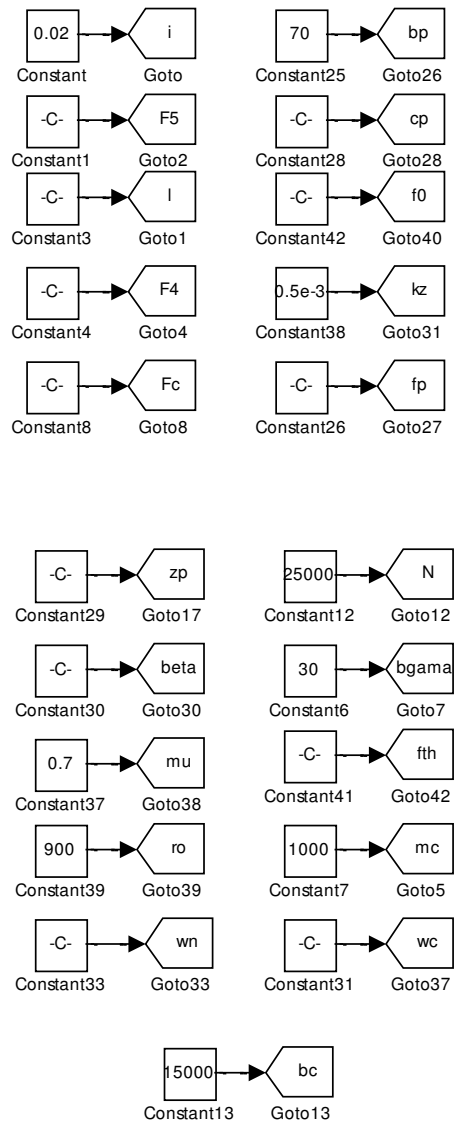 0.02 i 70 bp
Constant Goto Constant25 Goto26
-C- F5 -C- cp
Constant1 Goto2 Constant28 Goto28
-C- l -C- f0
Constant3 Goto1 Constant42 Goto40
-C- F4 0.5e-3 kz
Constant4 Goto4 Constant38 Goto31
-C- Fc -C- fp
Constant8 Goto8 Constant26 Goto27
-C- zp 25000 N
Constant29 Goto17 Constant12 Goto12
-C- beta 30 bgama
Constant30 Goto30 Constant6 Goto7
0.7 mu -C- fth
Constant37 Goto38 Constant41 Goto42
900 ro 1000 mc
Constant39 Goto39 Constant7 Goto5
-C- wn -C- wc
Constant33 Goto33 Constant31 Goto37
15000 bc
Constant13 Goto13